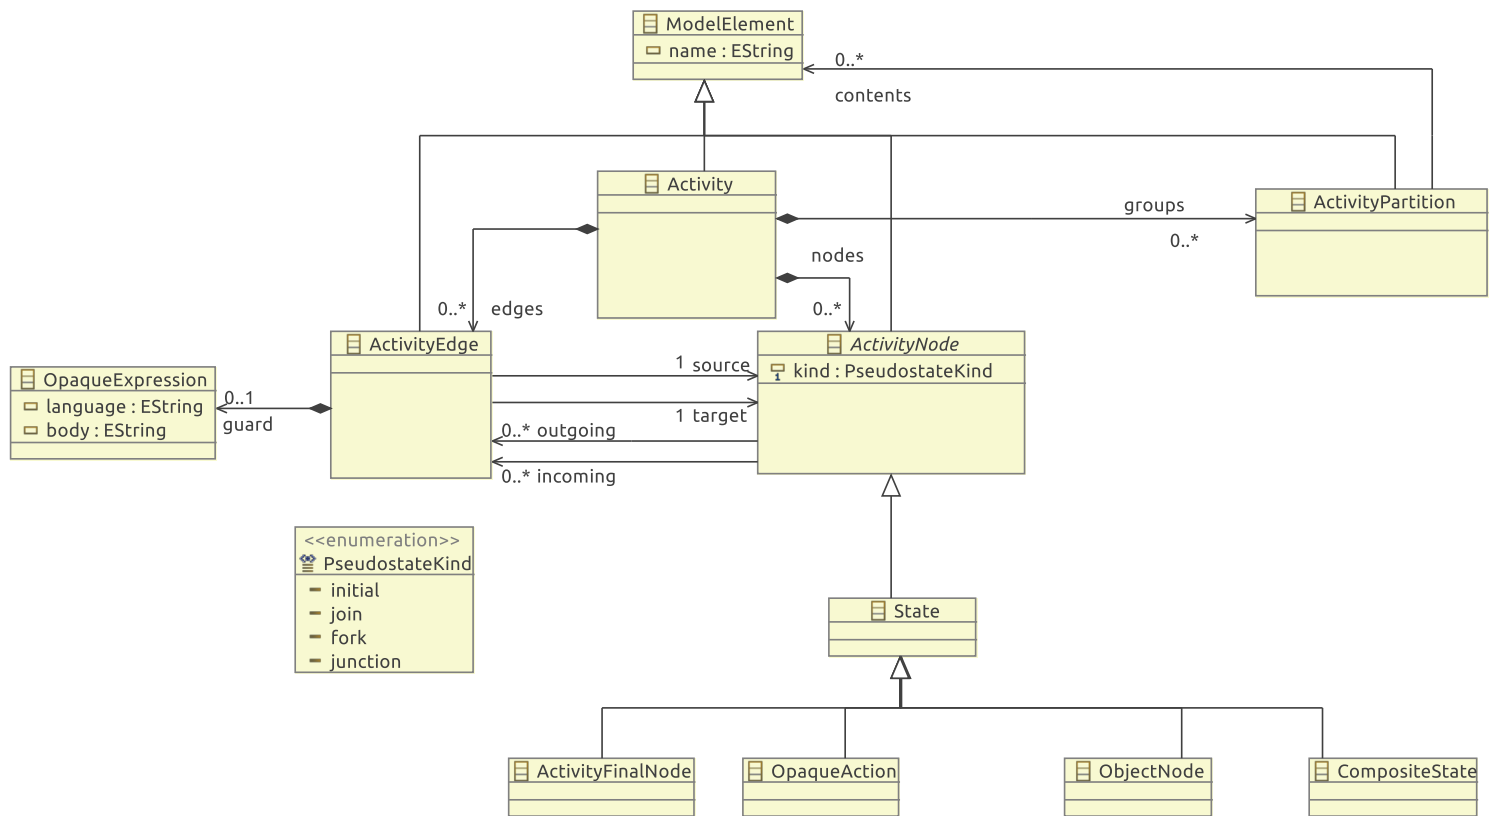 ModelElement
name : EString
0..*
contents
Activity
ActivityPartition
groups
0..*
nodes
0..*
edges
0..*
ActivityEdge
ActivityNode
kind : PseudostateKind
1 source
1 target
0..* outgoing
0..* incoming
OpaqueExpression
language : EString
body : EString
0..1
guard
<<enumeration>>
PseudostateKind
initial
join
fork
junction
State
ActivityFinalNode
OpaqueAction
ObjectNode
CompositeState